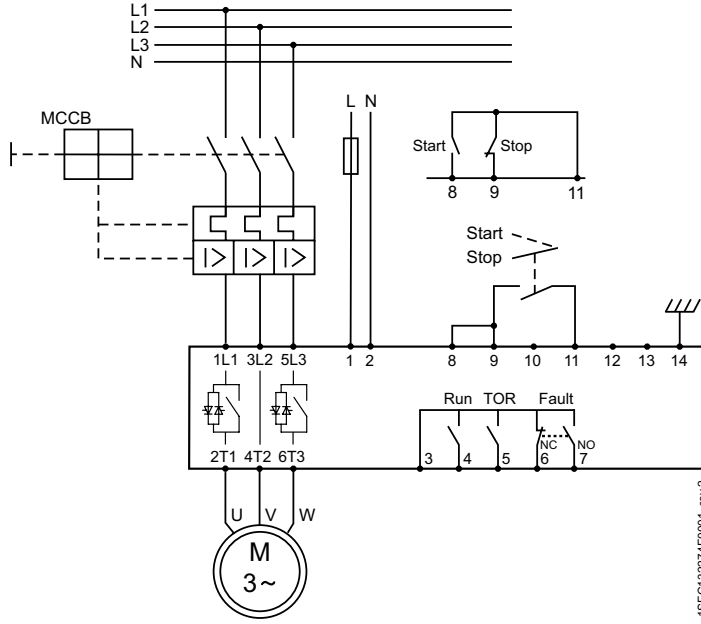 L1
L2
L3
N
MCCB
L N
Start Stop
8 9 11
Start
Stop
I> I> I>
1L1 3L2 5L3 1 2 8 9 10 11 12 13 14
Run TOR Fault
NC NO
2T1 4T2 6T3 3 4 5 6 7
U V W
M
3~